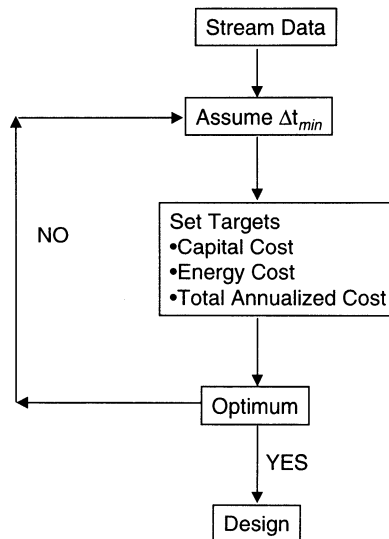 Stream Data
Assume Δt_min
Set Targets
•Capital Cost
•Energy Cost
•Total Annualized Cost
NO
Optimum
YES
Design